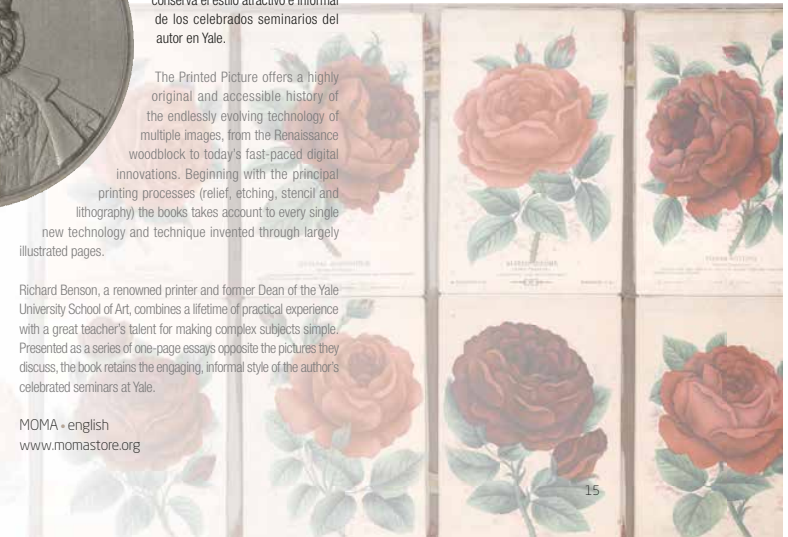 conserva el estilo atractivo e informal
de los celebrados seminarios del
autor en Yale.
The Printed Picture offers a highly
original and accessible history of
the endlessly evolving technology of
multiple images, from the Renaissance
woodblock to today's fast-paced digital
innovations. Beginning with the principal
printing processes (relief, etching, stencil and
lithography) the books takes account to every single
new technology and technique invented through largely
illustrated pages.
Richard Benson, a renowned printer and former Dean of the Yale
University School of Art, combines a lifetime of practical experience
with a great teacher's talent for making complex subjects simple.
Presented as a series of one-page essays opposite the pictures they
discuss, the book retains the engaging, informal style of the author's
celebrated seminars at Yale.
MOMA • english
www.momastore.org
15